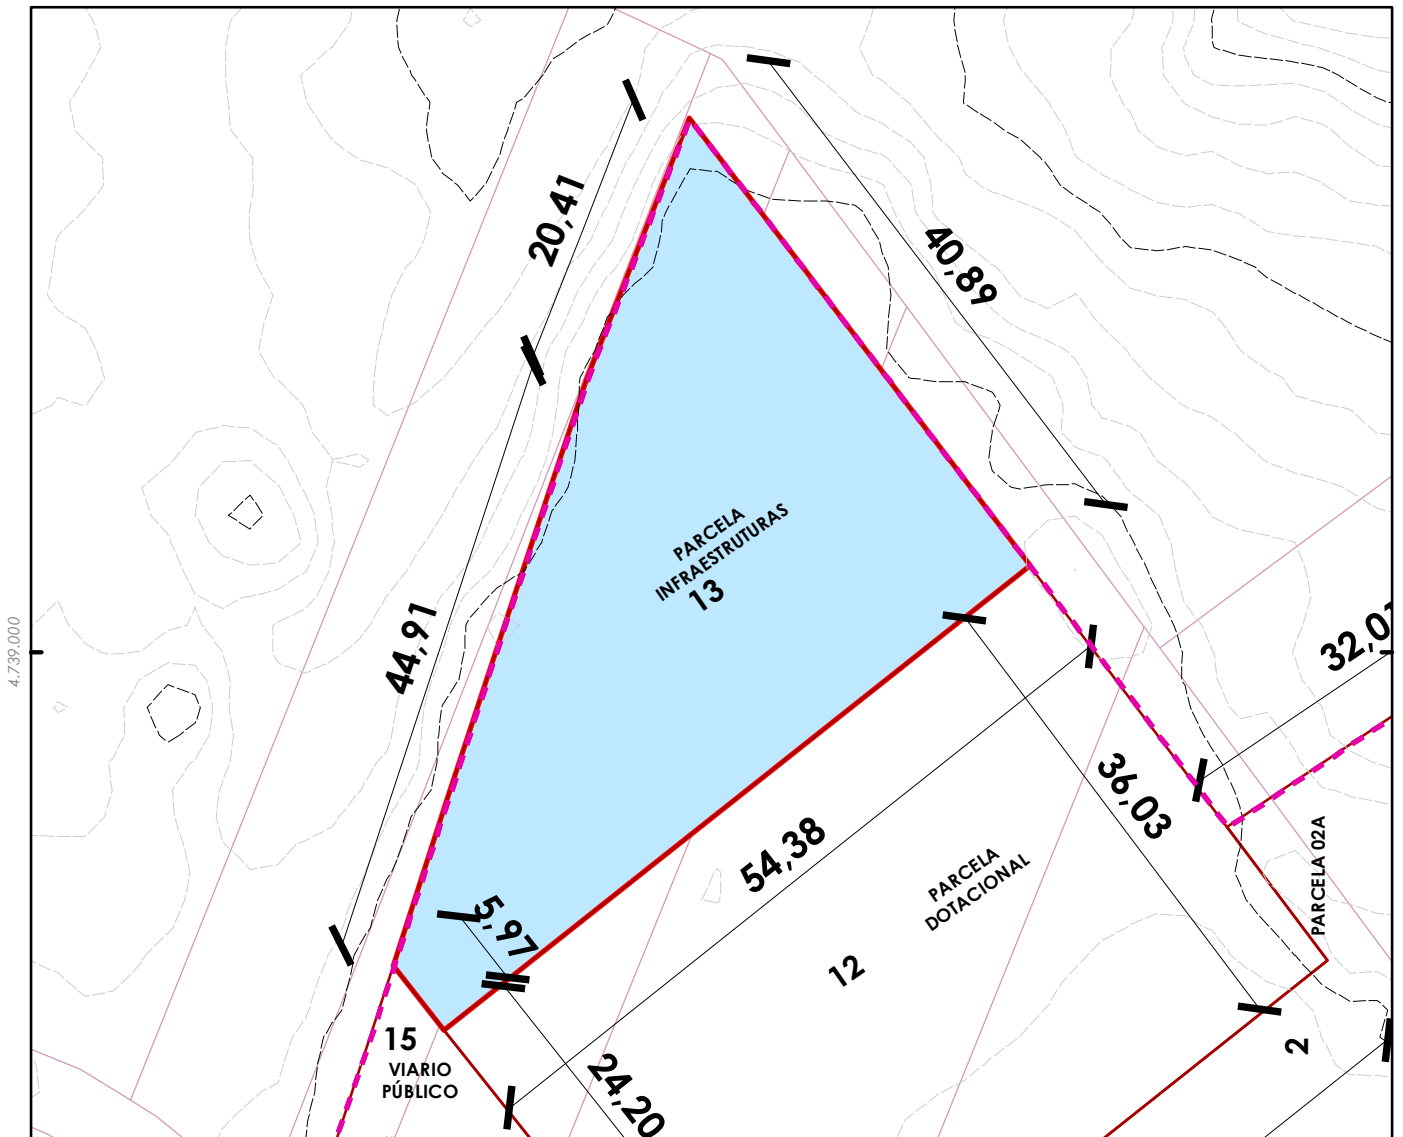 20,41
40,89
PARCELA
INFRAESTRUTURAS
13
44,91
4.739.000
32,01
36,03
54,38
PARCELA
DOTACIONAL
12
PARCELA 02A
5,97
15
VIARIO
PÚBLICO
24,20
2